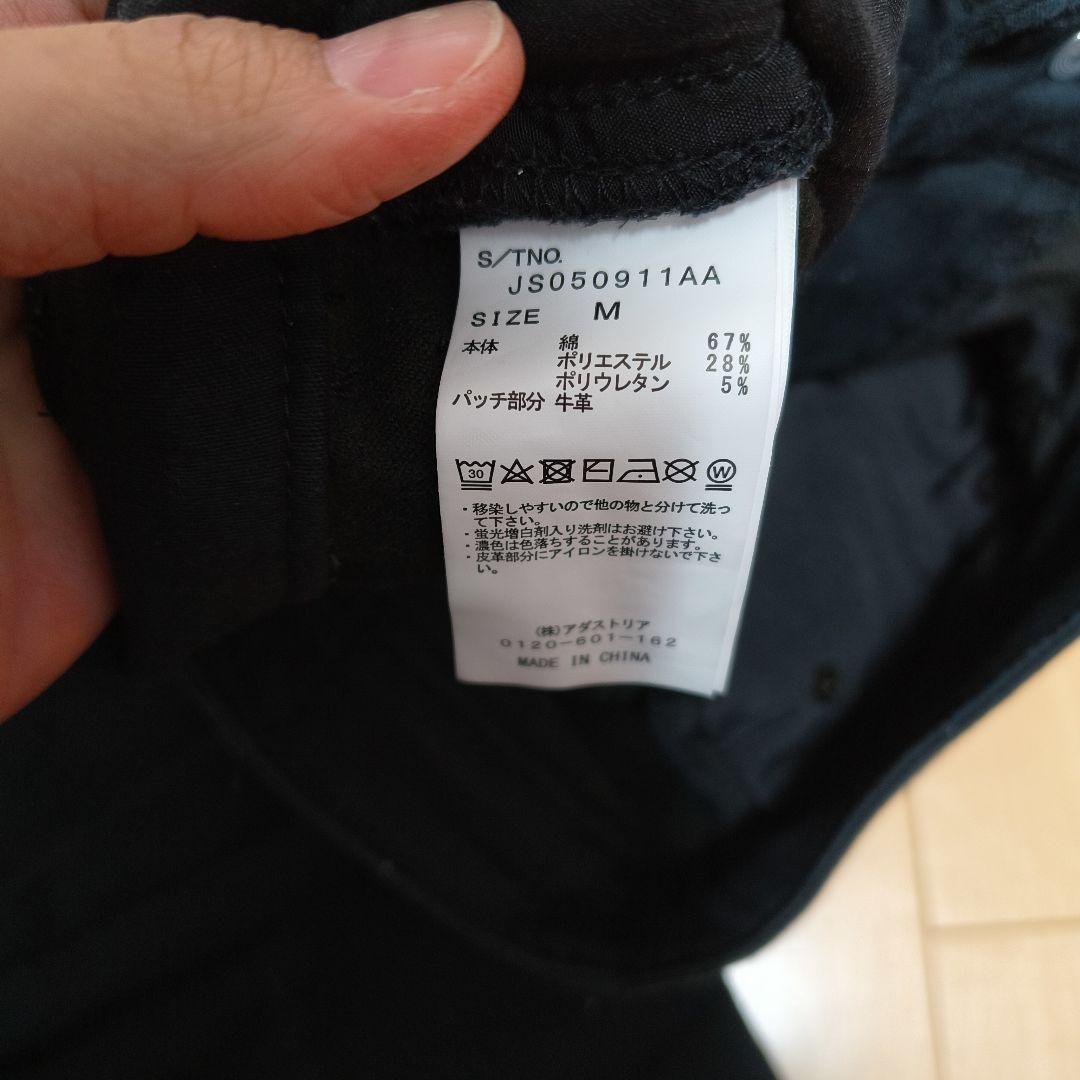 S/TNO.
JS050911AA
SIZE M
本体 綿 67%
ポリエステル 28%
ポリウレタン 5%
パッチ部分 牛革
30 W
・移染しやすいので他の物と分けて洗っ
て下さい。
・蛍光増白剤入り洗剤はお避け下さい。
・濃色は色落ちすることがあります。
・皮革部分にアイロンを掛けないで下さ
い。
(株)アダストリア
0120-601-162
MADE IN CHINA